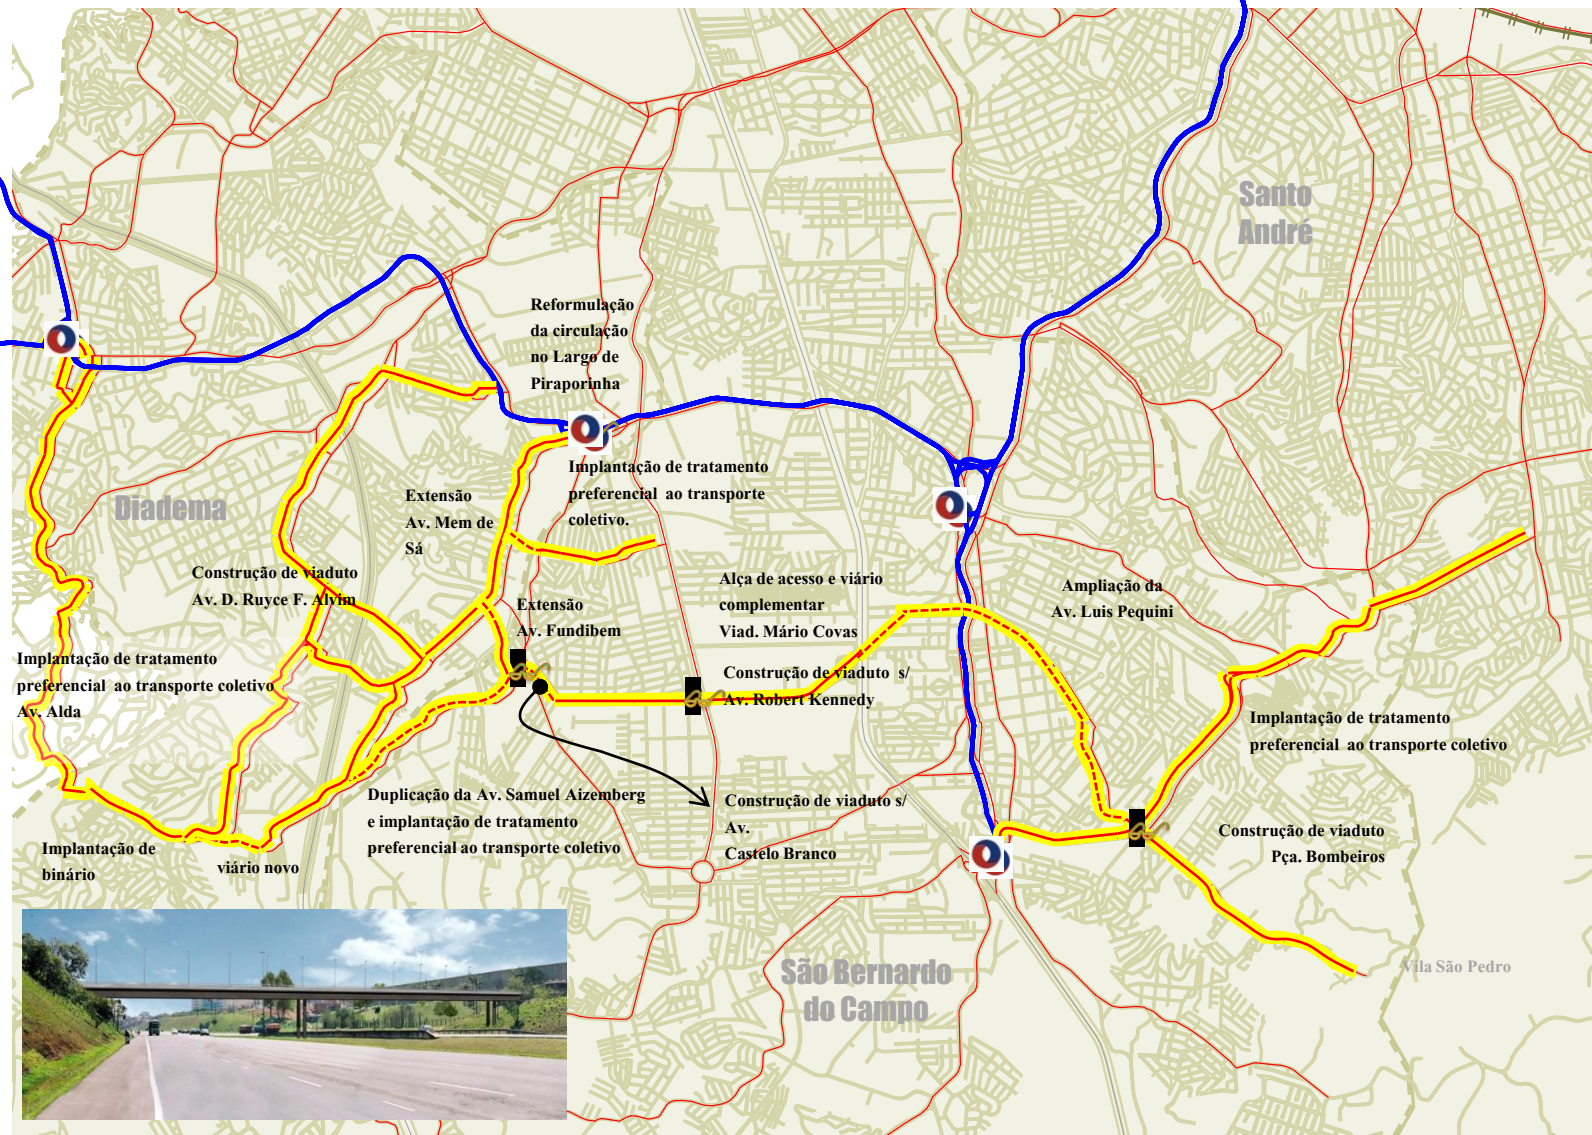 Santo
André
Reformulação
da circulação
no Largo de
Piraporinha
Implantação de tratamento
preferencial ao transporte
coletivo.
Diadema
Extensão
Av. Mem de
Sá
Construção de viaduto
Av. D. Ruyce F. Alvim
Extensão
Av. Fundibem
Alça de acesso e viário
complementar
Viad. Mário Covas
Ampliação da
Av. Luis Pequini
Implantação de tratamento
preferencial ao transporte coletivo
Av. Alda
Construção de viaduto s/
Av. Robert Kennedy
Implantação de tratamento
preferencial ao transporte coletivo
Duplicação da Av. Samuel Aizemberg
e implantação de tratamento
preferencial ao transporte coletivo
Construção de viaduto s/
Av.
Castelo Branco
Construção de viaduto
Pça. Bombeiros
Implantação de
binário
viário novo
São Bernardo
do Campo
Vila São Pedro